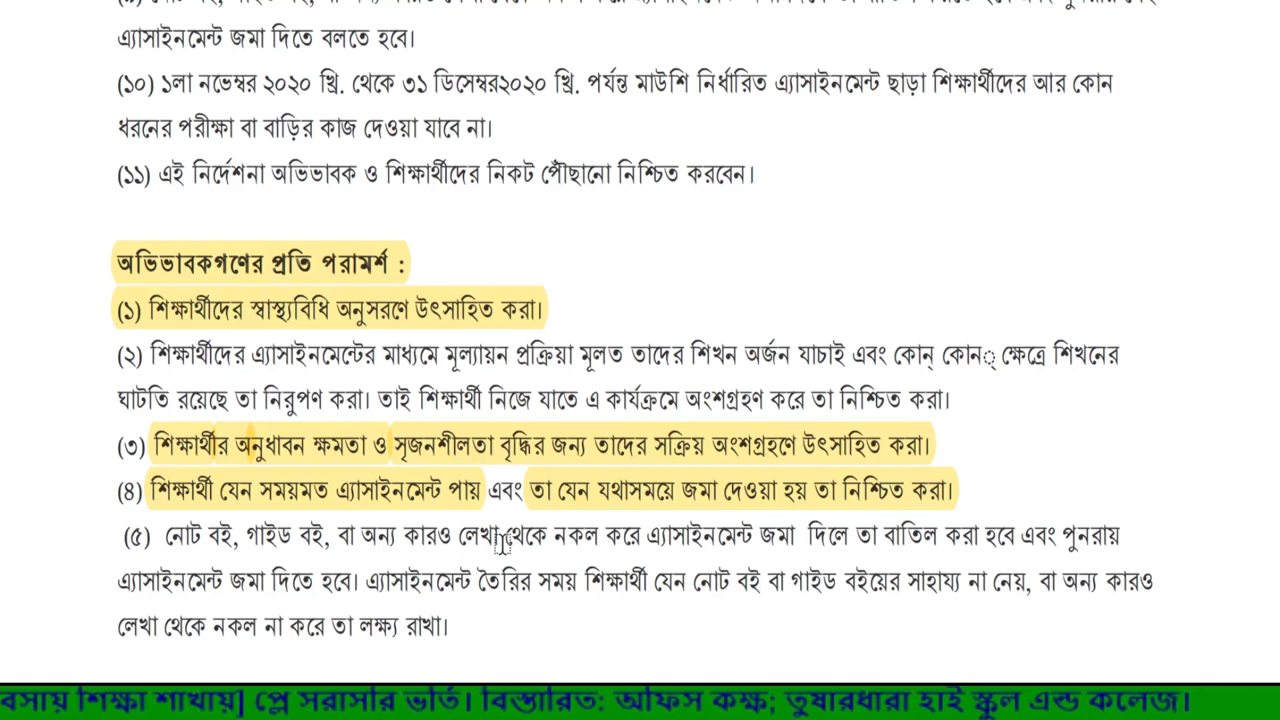 এ্যাসাইনমেন্ট জমা দিতে বলতে হবে।
(১০) ১লা নভেম্বর ২০২০ খ্রি. থেকে ৩১ ডিসেম্বর২০২০ খ্রি. পর্যন্ত মাউশি নির্ধারিত এ্যাসাইনমেন্ট ছাড়া শিক্ষার্থীদের আর কোন
ধরনের পরীক্ষা বা বাড়ির কাজ দেওয়া যাবে না।
(১১) এই নির্দেশনা অভিভাবক ও শিক্ষার্থীদের নিকট পৌঁছানো নিশ্চিত করবেন।
অভিভাবকগণের প্রতি পরামর্শ :
(১) শিক্ষার্থীদের স্বাস্থ্যবিধি অনুসরণে উৎসাহিত করা।
(২) শিক্ষার্থীদের এ্যাসাইনমেন্টের মাধ্যমে মূল্যায়ন প্রক্রিয়া মূলত তাদের শিখন অর্জন যাচাই এবং কোন্ কোন্ ক্ষেত্রে শিখনের
ঘাটতি রয়েছে তা নিরুপণ করা। তাই শিক্ষার্থী নিজে যাতে এ কার্যক্রমে অংশগ্রহণ করে তা নিশ্চিত করা।
(৩) শিক্ষার্থীর অনুধাবন ক্ষমতা ও সৃজনশীলতা বৃদ্ধির জন্য তাদের সক্রিয় অংশগ্রহণে উৎসাহিত করা।
(৪) শিক্ষার্থী যেন সময়মত এ্যাসাইনমেন্ট পায় এবং তা যেন যথাসময়ে জমা দেওয়া হয় তা নিশ্চিত করা।
(৫) নোট বই, গাইড বই, বা অন্য কারও লেখা থেকে নকল করে এ্যাসাইনমেন্ট জমা দিলে তা বাতিল করা হবে এবং পুনরায়
এ্যাসাইনমেন্ট জমা দিতে হবে। এ্যাসাইনমেন্ট তৈরির সময় শিক্ষার্থী যেন নোট বই বা গাইড বইয়ের সাহায্য না নেয়, বা অন্য কারও
লেখা থেকে নকল না করে তা লক্ষ্য রাখা।
বসায় শিক্ষা শাখায়] প্লে সরাসরি ভর্তি। বিস্তারিত: অফিস কক্ষ; তুষারধারা হাই স্কুল এন্ড কলেজ।